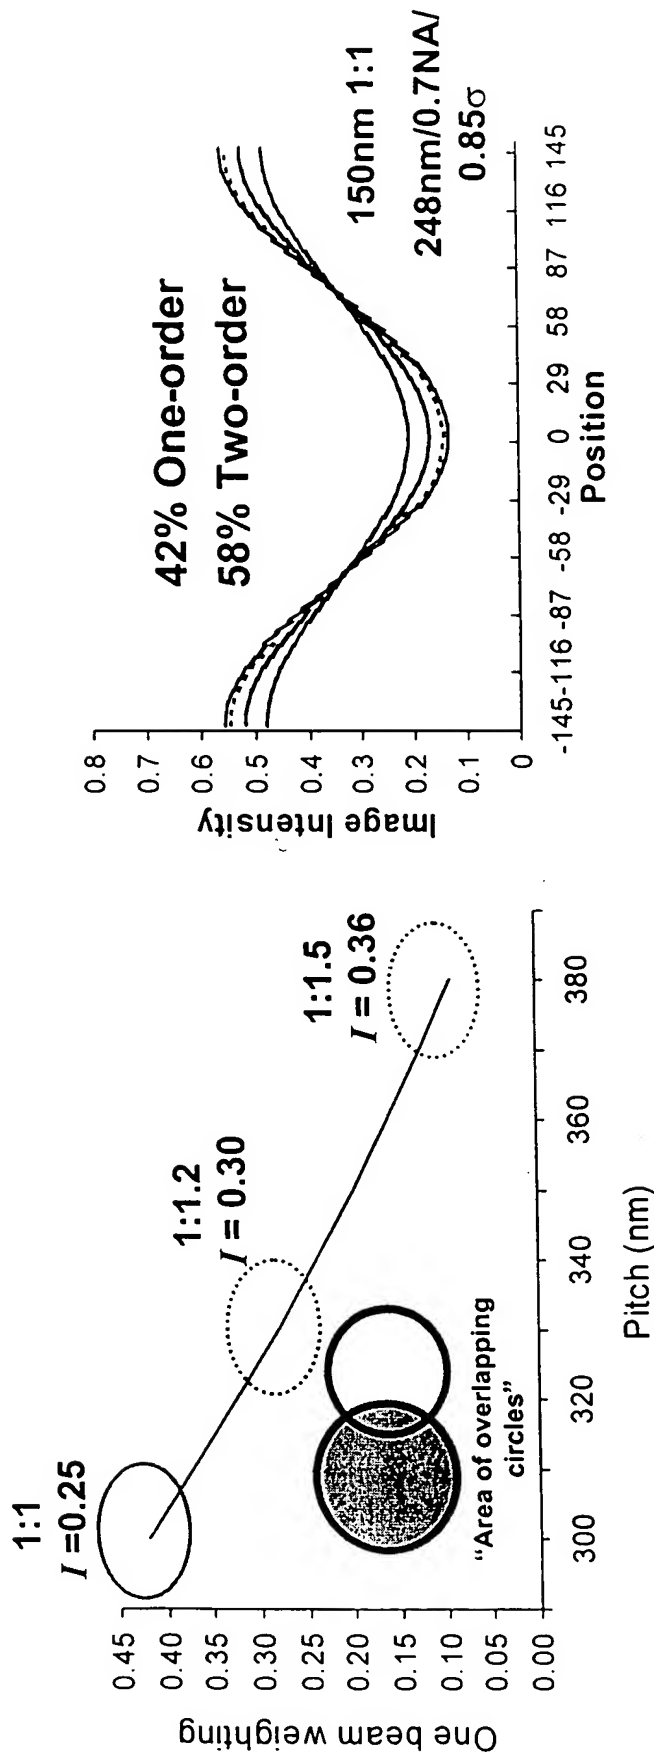 1:1
I =0.25
1:1.2
I = 0.30
1:1.5
I = 0.36
"Area of overlapping
circles"
One beam weighting
0.45
0.40
0.35
0.30
0.25
0.20
0.15
0.10
0.05
0.00
300 320 340 360 380
Pitch (nm)
42% One-order
58% Two-order
150nm 1:1
248nm/0.7NA/
0.85σ
Image Intensity
0.8
0.7
0.6
0.5
0.4
0.3
0.2
0.1
0
-145 -116 -87 -58 -29 0 29 58 87 116 145
Position